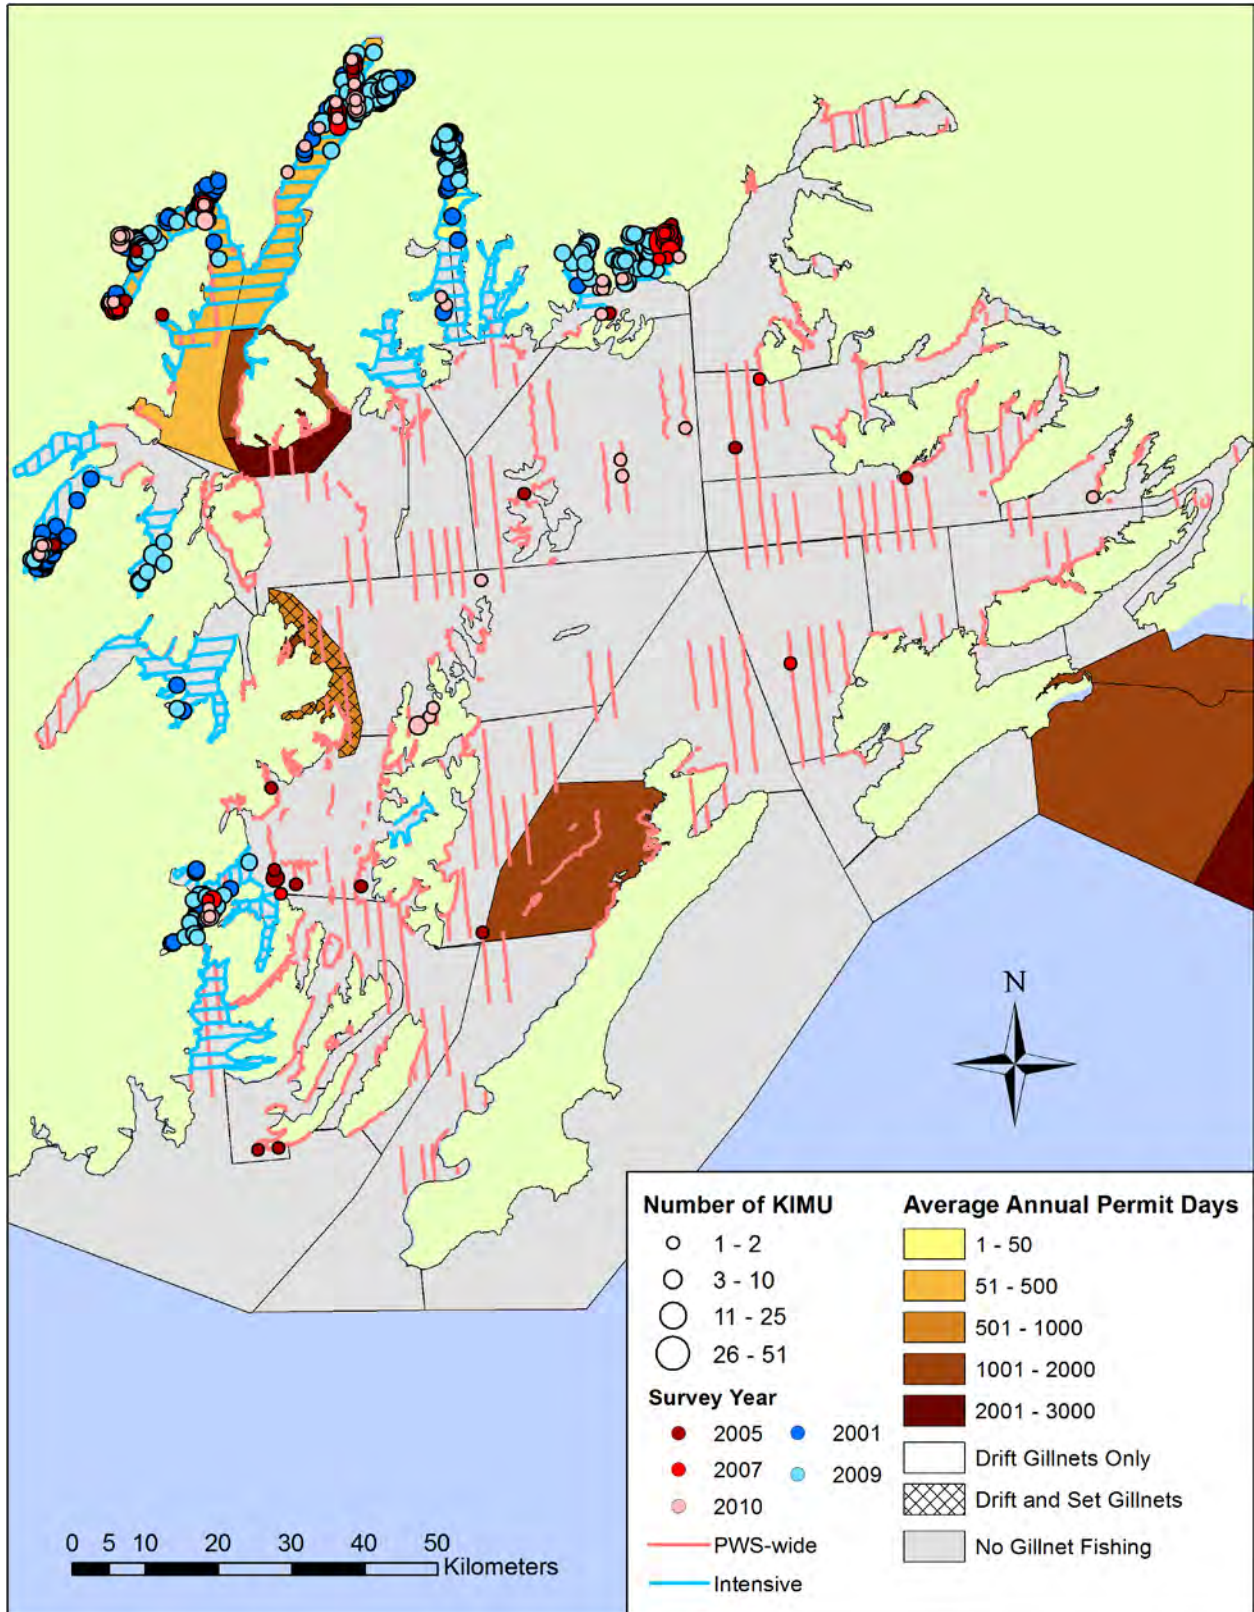 N
Number of KIMU
1 - 2
3 - 10
11 - 25
26 - 51
Survey Year
2005
2001
2007
2009
2010
PWS-wide
Intensive
Average Annual Permit Days
1 - 50
51 - 500
501 - 1000
1001 - 2000
2001 - 3000
Drift Gillnets Only
Drift and Set Gillnets
No Gillnet Fishing
0 5 10 20 30 40 50
Kilometers